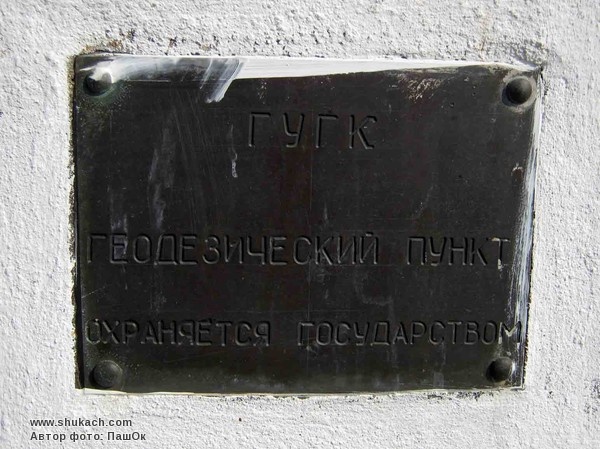 ГУГК
ГЕОДЕЗИЧЕСКИЙ ПУНКТ
ОХРАНЯЕТСЯ ГОСУДАРСТВОМ
www.shukach.com
Автор фото: ПашОк